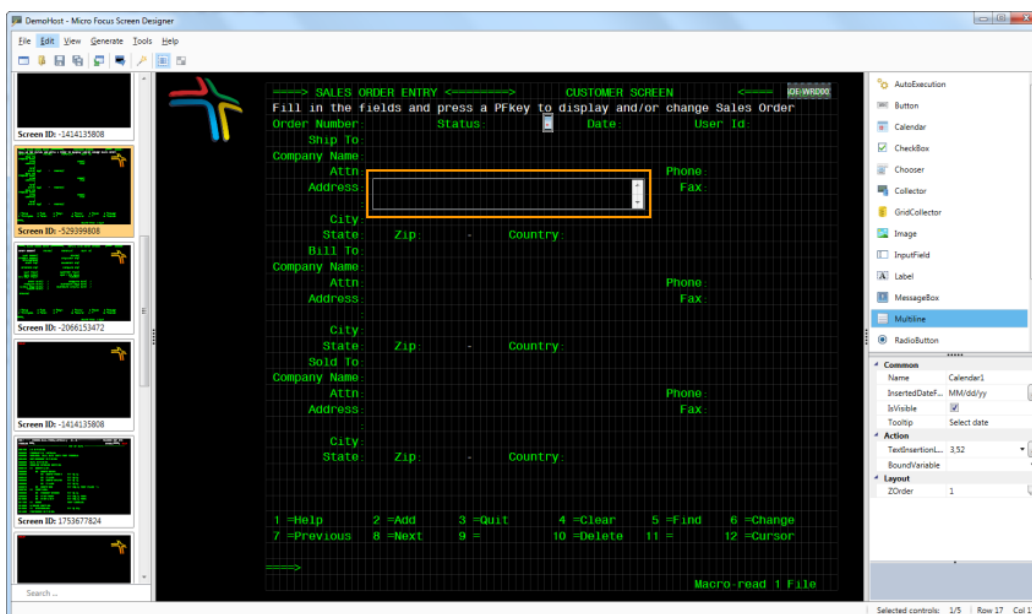 DemoHost - Micro Focus Screen Designer
File Edit View Generate Tools Help
Screen ID: -1414135808
Screen ID: -529399808
Screen ID: -2066153472
Screen ID: -1414135808
Screen ID: 1753677824
Search ...
====> SALES ORDER ENTRY <========> CUSTOMER SCREEN <==== OE-WRD00
Fill in the fields and press a PFkey to display and/or change Sales Order
Order Number: Status: Date: User Id:
Ship To:
Company Name:
Attn: Phone:
Address: Fax:
:
City:
State: Zip: - Country:
Bill To:
Company Name:
Attn: Phone:
Address: Fax:
:
City:
State: Zip: - Country:
Sold To:
Company Name:
Attn: Phone:
Address: Fax:
:
City:
State: Zip: - Country:
1 =Help 2 =Add 3 =Quit 4 =Clear 5 =Find 6 =Change
7 =Previous 8 =Next 9 = 10 =Delete 11 = 12 =Cursor
====>
Macro-read 1 File
AutoExecution
Button
Calendar
CheckBox
Chooser
Collector
GridCollector
Image
InputField
Label
MessageBox
Multiline
RadioButton
Common
Name Calendar1
InsertedDateF... MM/dd/yy
IsVisible
Tooltip Select date
Action
TextInsertionL... 3,52
BoundVariable
Layout
ZOrder 1
Selected controls: 1/5 Row 17 Col 1